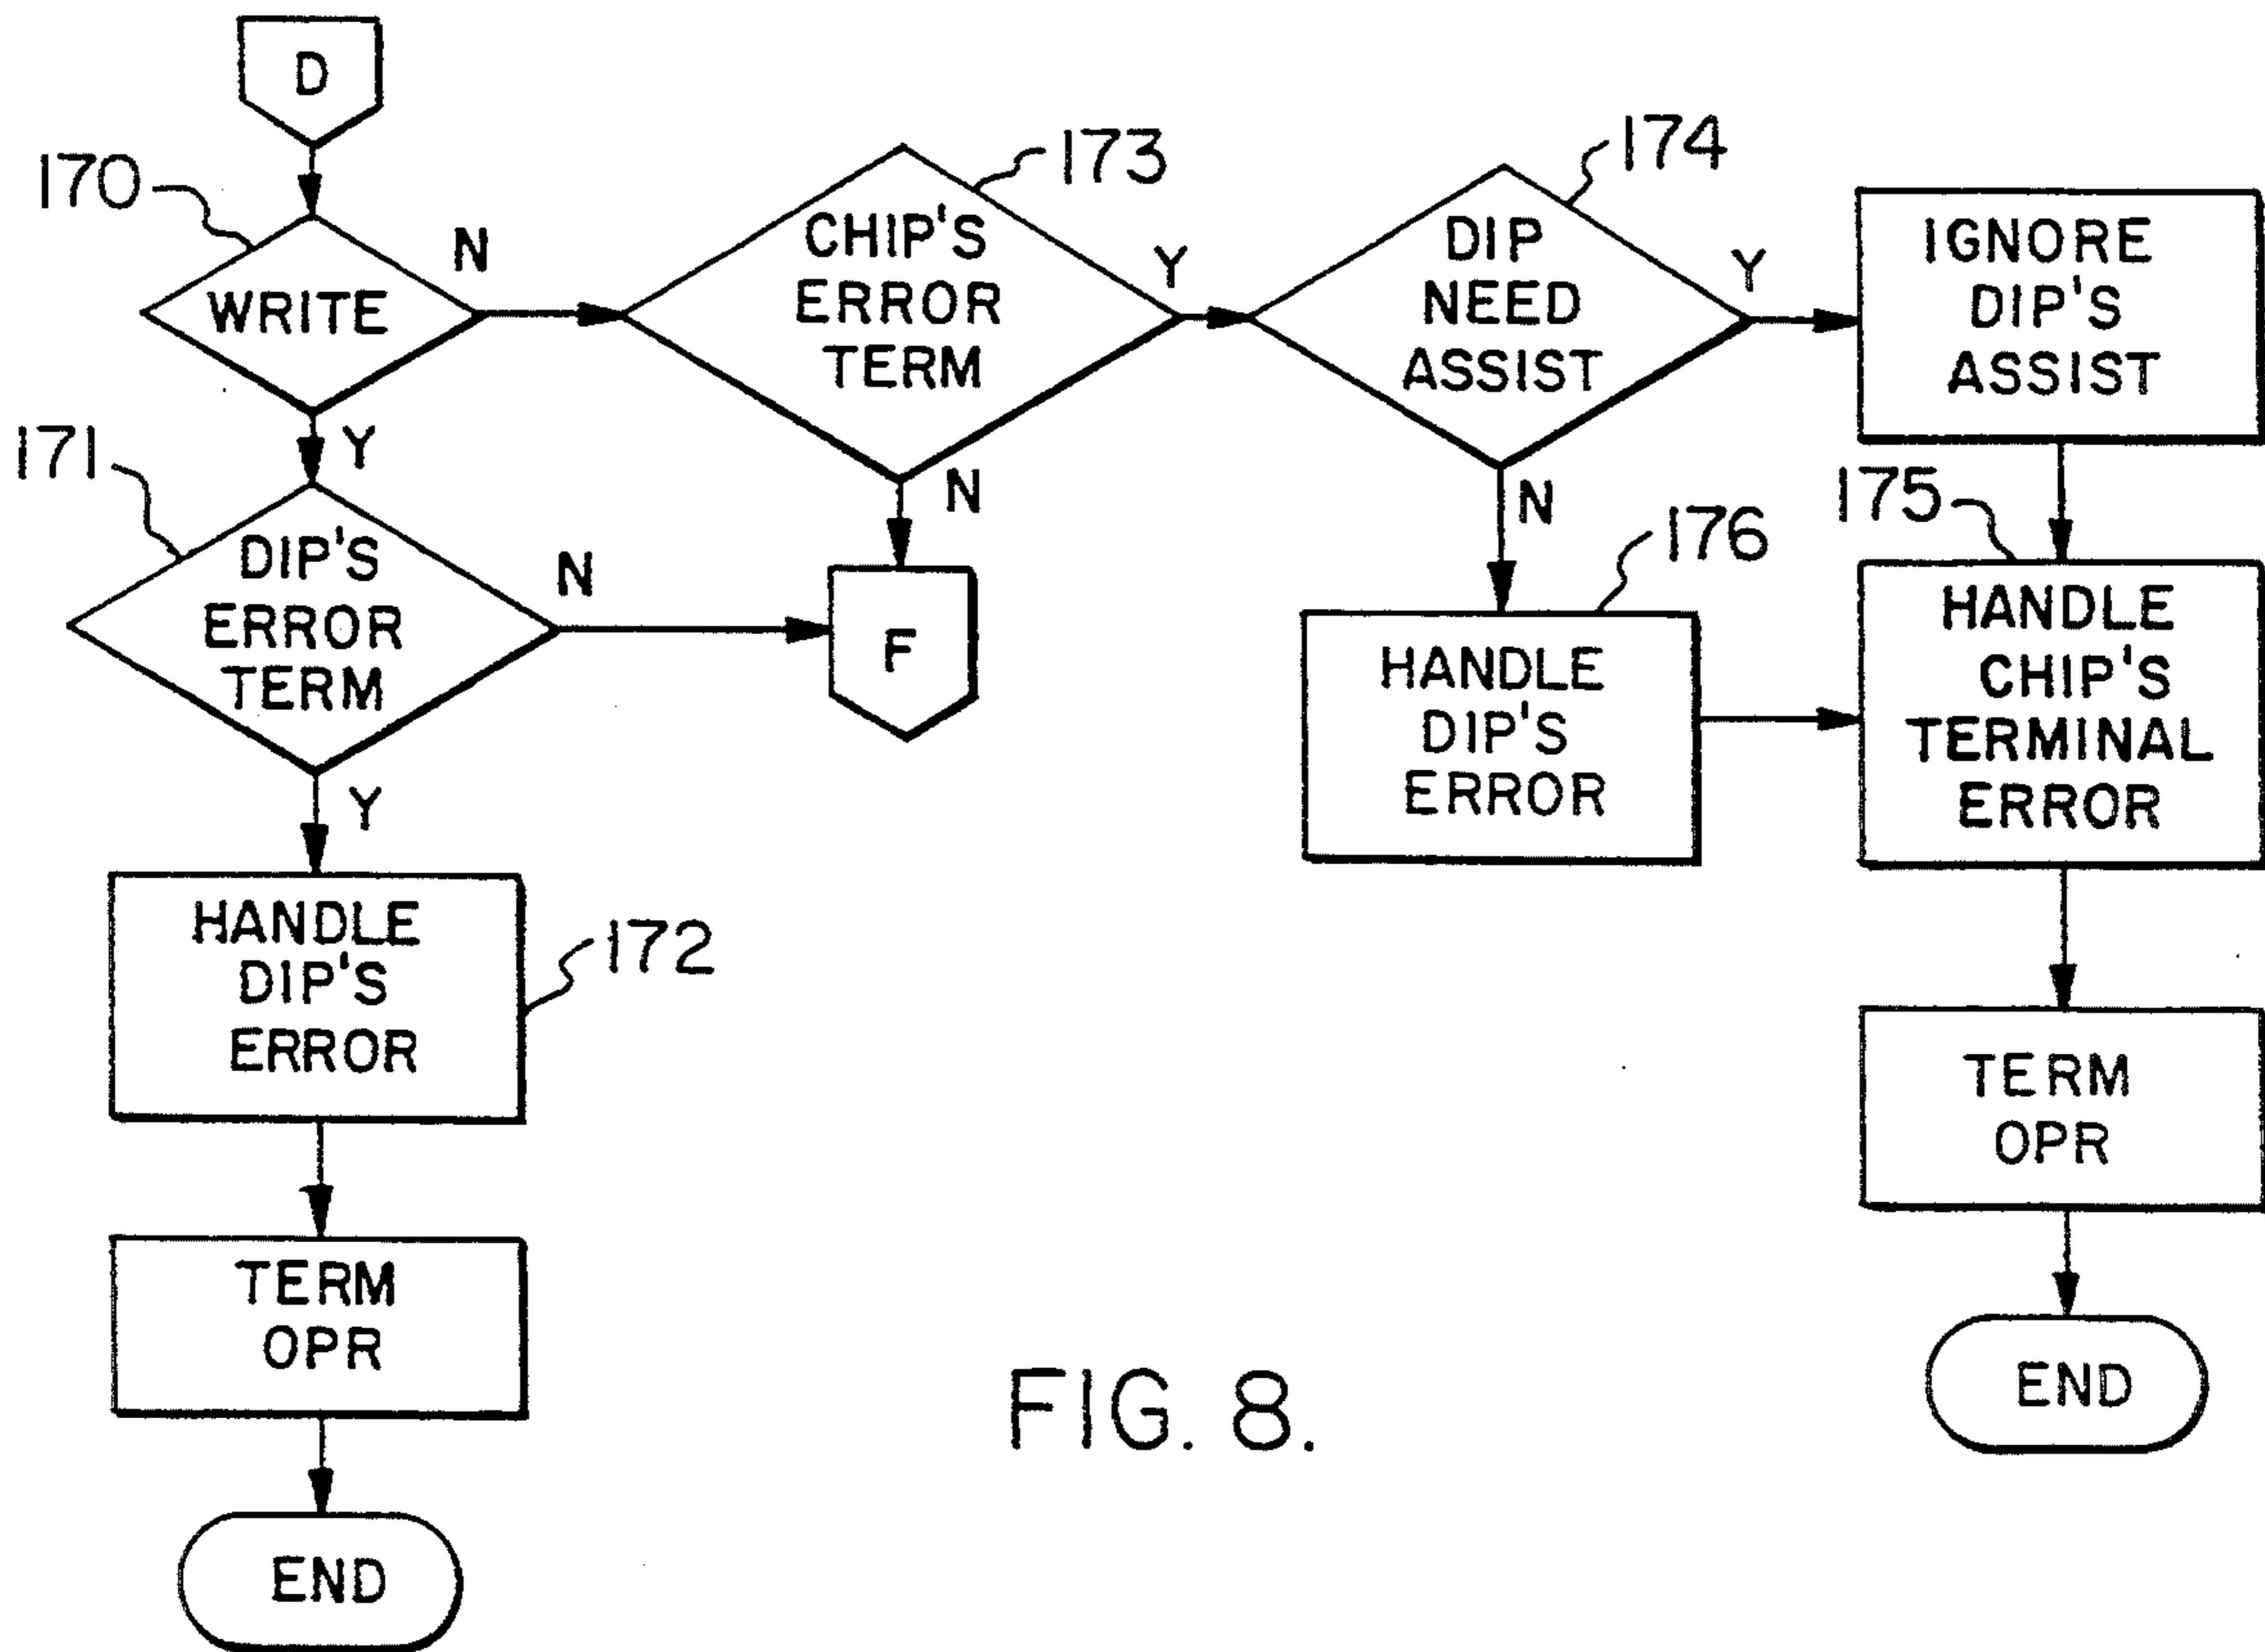 D
170
WRITE
N
Y
171
DIP'S
ERROR
TERM
N
Y
HANDLE
DIP'S
ERROR
172
TERM
OPR
END
173
CHIP'S
ERROR
TERM
Y
N
F
174
DIP
NEED
ASSIST
Y
N
176
HANDLE
DIP'S
ERROR
IGNORE
DIP'S
ASSIST
175
HANDLE
CHIP'S
TERMINAL
ERROR
TERM
OPR
END
FIG. 8.